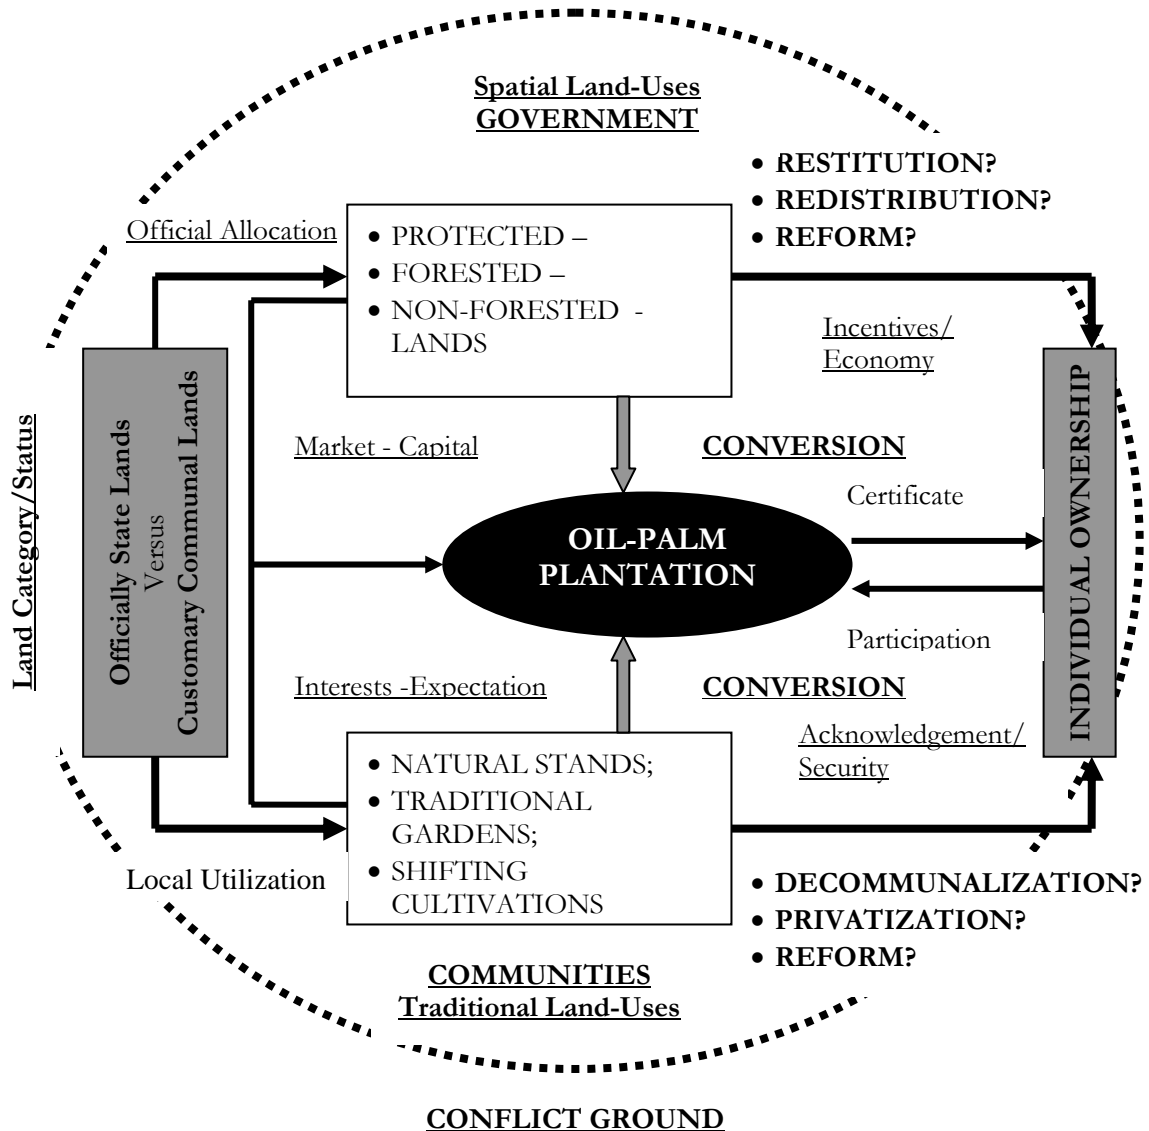 Spatial Land-Uses
GOVERNMENT
• RESTITUTION?
• REDISTRIBUTION?
• REFORM?
Official Allocation
• PROTECTED –
• FORESTED –
• NON-FORESTED -
LANDS
Incentives/
Economy
Land Category/Status
Officially State Lands
Versus
Customary Communal Lands
Market - Capital
CONVERSION
Certificate
OIL-PALM
PLANTATION
INDIVIDUAL OWNERSHIP
Participation
Interests -Expectation
CONVERSION
Acknowledgement/
Security
• NATURAL STANDS;
• TRADITIONAL
GARDENS;
• SHIFTING
CULTIVATIONS
Local Utilization
• DECOMMUNALIZATION?
• PRIVATIZATION?
• REFORM?
COMMUNITIES
Traditional Land-Uses
CONFLICT GROUND